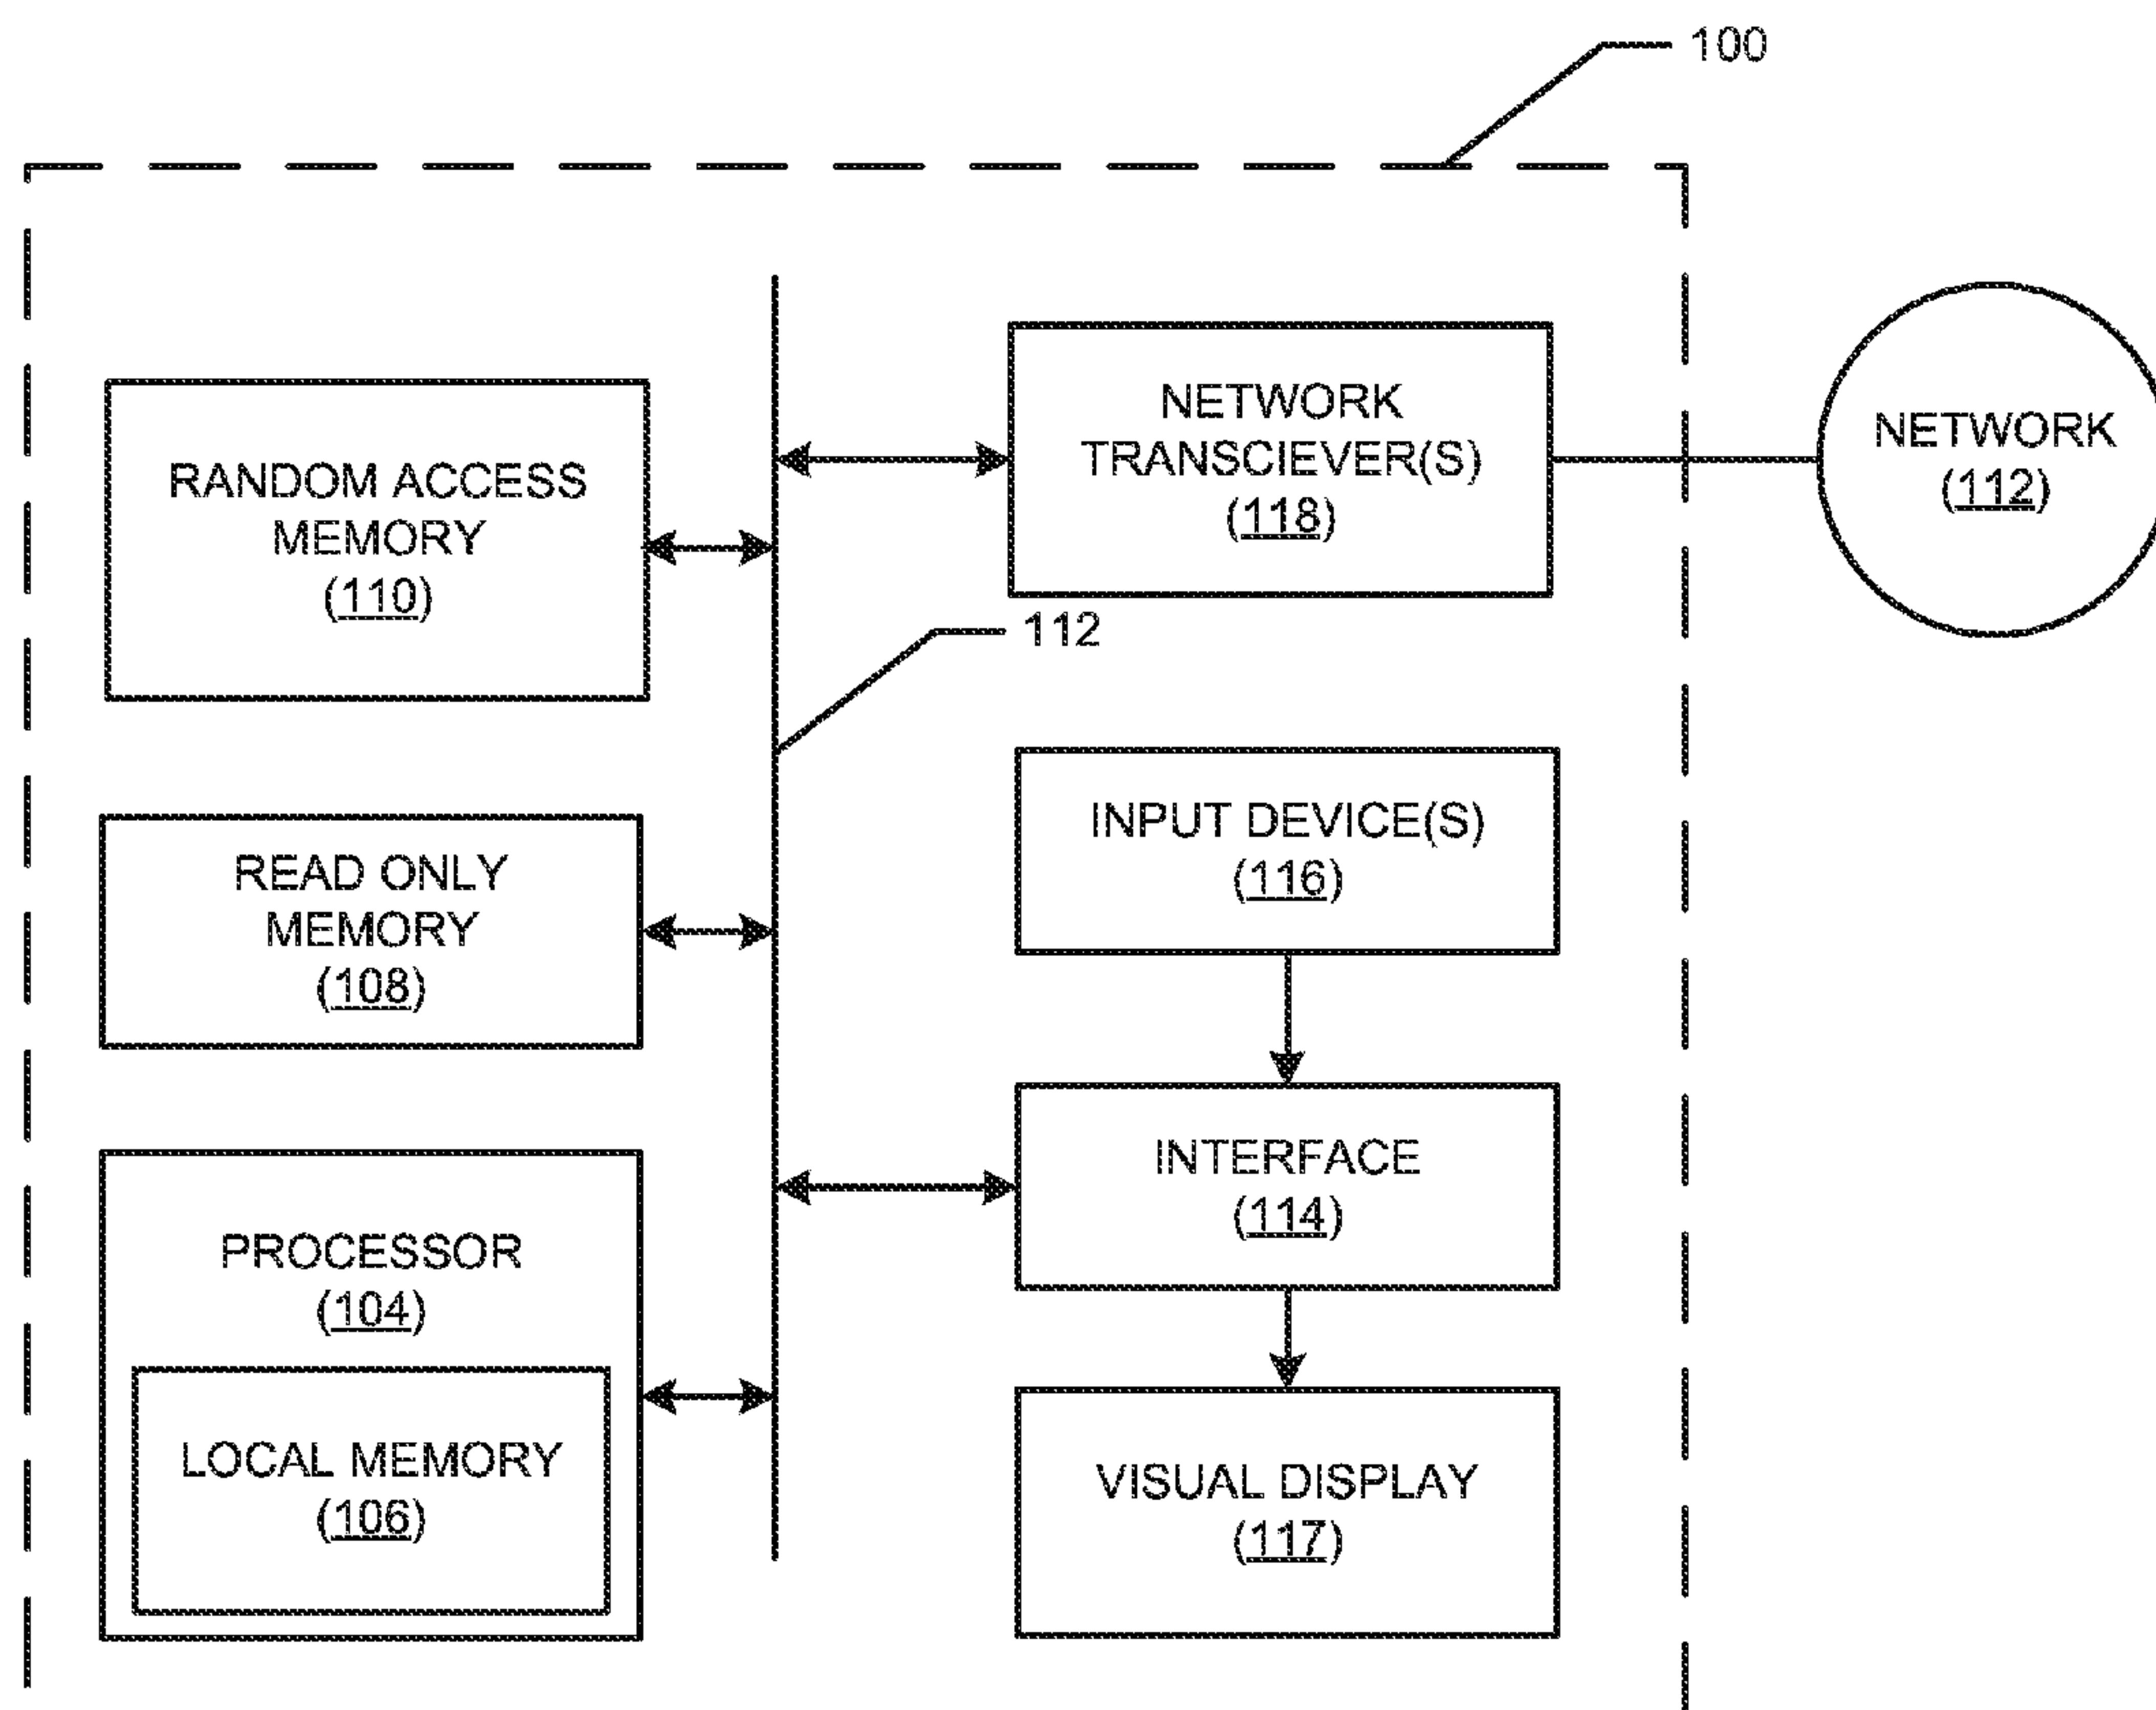 100
NETWORK
TRANSCIEVER(S)
(118)
NETWORK
(112)
RANDOM ACCESS
MEMORY
(110)
112
INPUT DEVICE(S)
(116)
READ ONLY
MEMORY
(108)
INTERFACE
(114)
PROCESSOR
(104)
LOCAL MEMORY
(106)
VISUAL DISPLAY
(117)